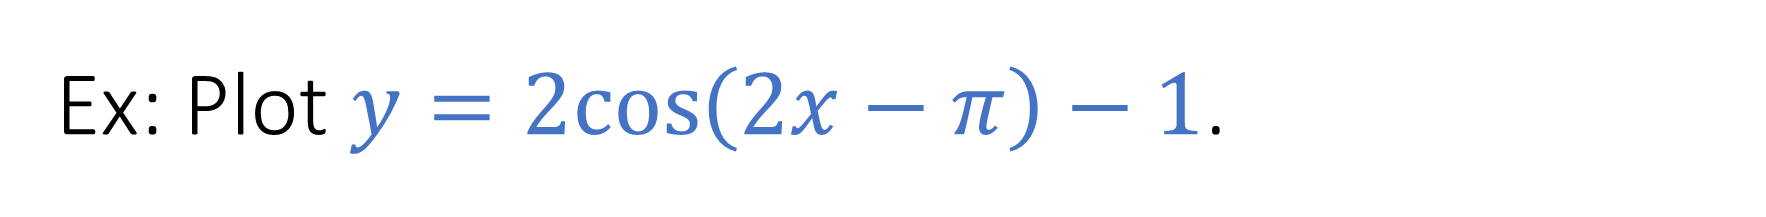 Ex: Plot y = 2cos(2x − π) − 1.